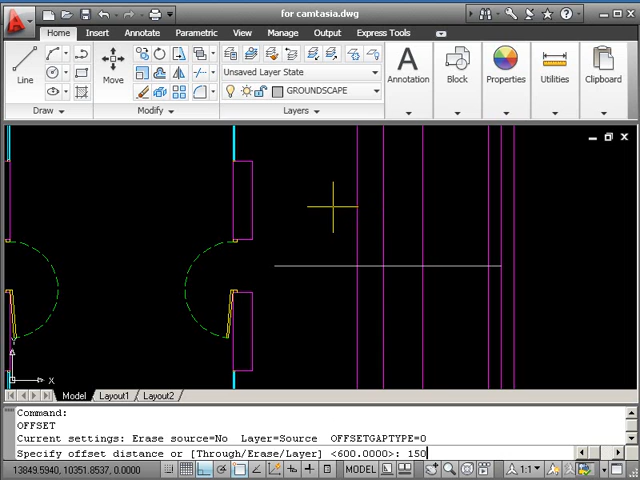 for camtasia.dwg
Home Insert Annotate Parametric View Manage Output Express Tools
Line
Move
Unsaved Layer State
GROUNDSCAPE
Annotation
Block
Properties
Utilities
Clipboard
Draw
Modify
Layers
X
Model Layout1 Layout2
Command:
OFFSET
Current settings: Erase source=No Layer=Source OFFSETGAPTYPE=0
Specify offset distance or [Through/Erase/Layer] <600.0000>: 150
13849.5940, 10351.8537, 0.0000
MODEL
1:1